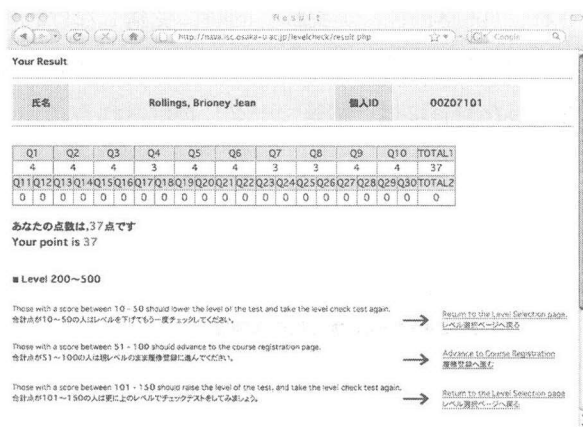 Result
http://nava.isc.osaka-u.ac.jp/levelcheck/result.php
Google
Your Result
氏名 Rollings, Brioney Jean 個人ID 00Z07101
Q1 Q2 Q3 Q4 Q5 Q6 Q7 Q8 Q9 Q10 TOTAL1
4 4 4 3 4 4 3 3 4 4 37
Q11 Q12 Q13 Q14 Q15 Q16 Q17 Q18 Q19 Q20 Q21 Q22 Q23 Q24 Q25 Q26 Q27 Q28 Q29 Q30 TOTAL2
0 0 0 0 0 0 0 0 0 0 0 0 0 0 0 0 0 0 0 0 0
あなたの点数は,37点です
Your point is 37
■ Level 200~500
Those with a score between 10 - 50 should lower the level of the test and take the level check test again.
合計点が10~50の人はレベルを下げてもう一度チェックしてください。
Return to the Level Selection page.
レベル選択ページへ戻る
Those with a score between 51 - 100 should advance to the course registration page.
合計点が51~100の人は現レベルのまま履修登録に進んでください。
Advance to Course Registration
履修登録へ進む
Those with a score between 101 - 150 should raise the level of the test, and take the level check test again.
合計点が101~150の人は更に上のレベルでチェックテストをしてみましょう。
Return to the Level Selection page
レベル選択ページへ戻る